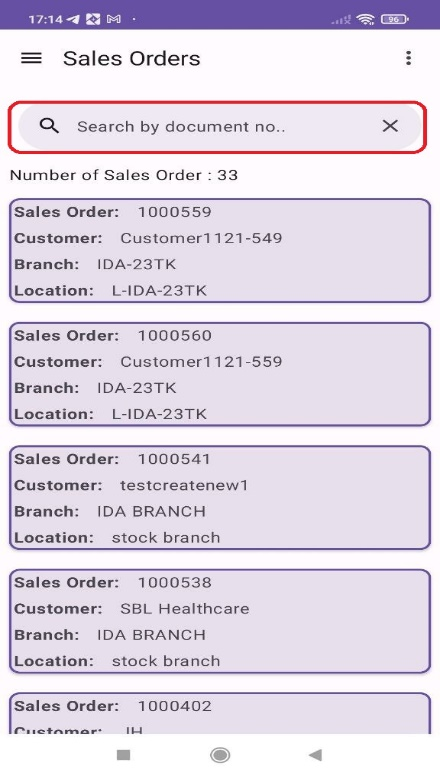 17:14
96
Sales Orders
Search by document no..
Number of Sales Order : 33
Sales Order: 1000559
Customer: Customer1121-549
Branch: IDA-23TK
Location: L-IDA-23TK
Sales Order: 1000560
Customer: Customer1121-559
Branch: IDA-23TK
Location: L-IDA-23TK
Sales Order: 1000541
Customer: testcreatenew1
Branch: IDA BRANCH
Location: stock branch
Sales Order: 1000538
Customer: SBL Healthcare
Branch: IDA BRANCH
Location: stock branch
Sales Order: 1000402
Customer: